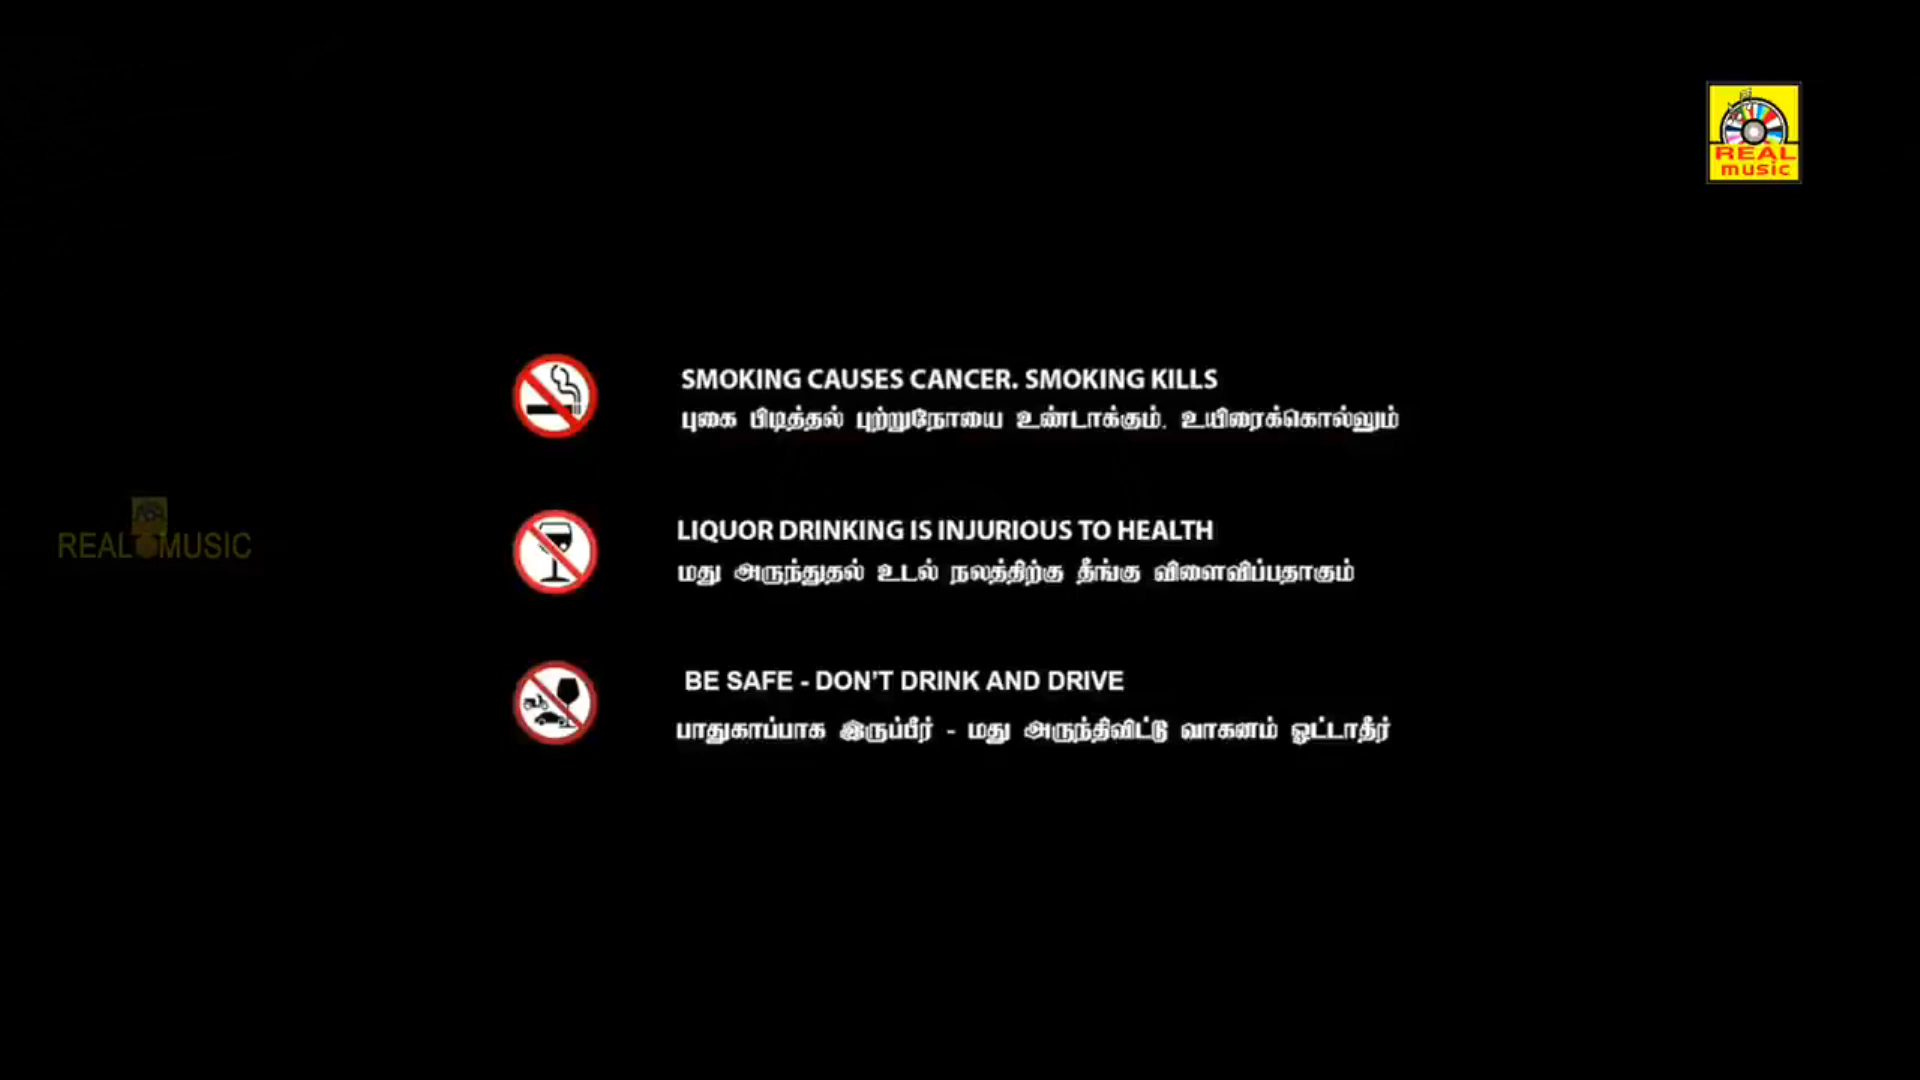 REAL
music
SMOKING CAUSES CANCER. SMOKING KILLS
புகை பிடித்தல் புற்றுநோயை உண்டாக்கும். உயிரைக்கொல்லும்
LIQUOR DRINKING IS INJURIOUS TO HEALTH
மது அருந்துதல் உடல் நலத்திற்கு தீங்கு விளைவிப்பதாகும்
REAL MUSIC
BE SAFE - DON'T DRINK AND DRIVE
பாதுகாப்பாக இருப்பீர் - மது அருந்திவிட்டு வாகனம் ஓட்டாதீர்